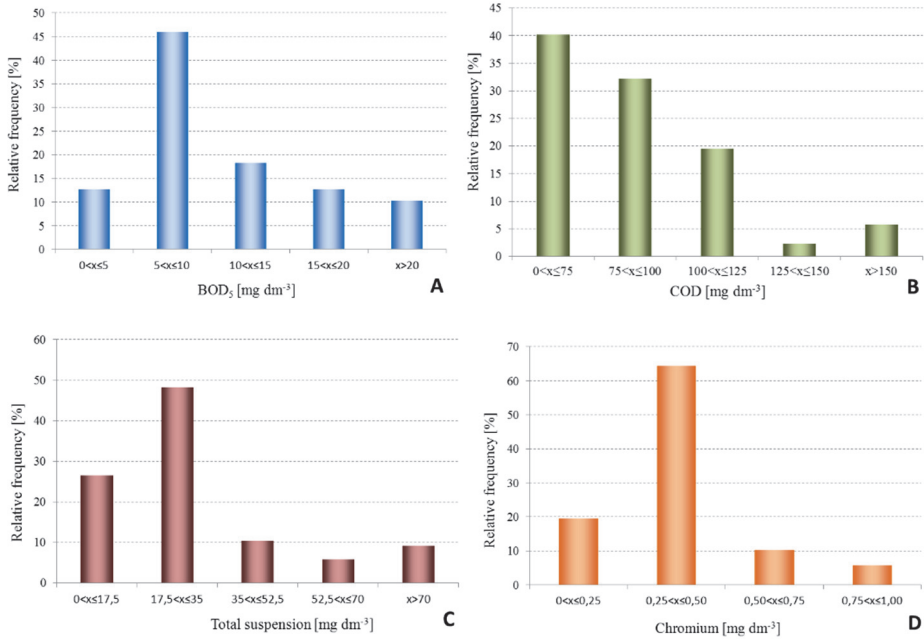 50
45
40
35
30
25
20
15
10
5
0
Relative frequency [%]
0<x≤5 5<x≤10 10<x≤15 15<x≤20 x>20
BOD₅ [mg dm⁻³]
A
45
40
35
30
25
20
15
10
5
0
Relative frequency [%]
0<x≤75 75<x≤100 100<x≤125 125<x≤150 x>150
COD [mg dm⁻³]
B
60
50
40
30
20
10
0
Relative frequency [%]
0<x≤17,5 17,5<x≤35 35<x≤52,5 52,5<x≤70 x>70
Total suspension [mg dm⁻³]
C
70
60
50
40
30
20
10
0
Relative frequency [%]
0<x≤0,25 0,25<x≤0,50 0,50<x≤0,75 0,75<x≤1,00
Chromium [mg dm⁻³]
D